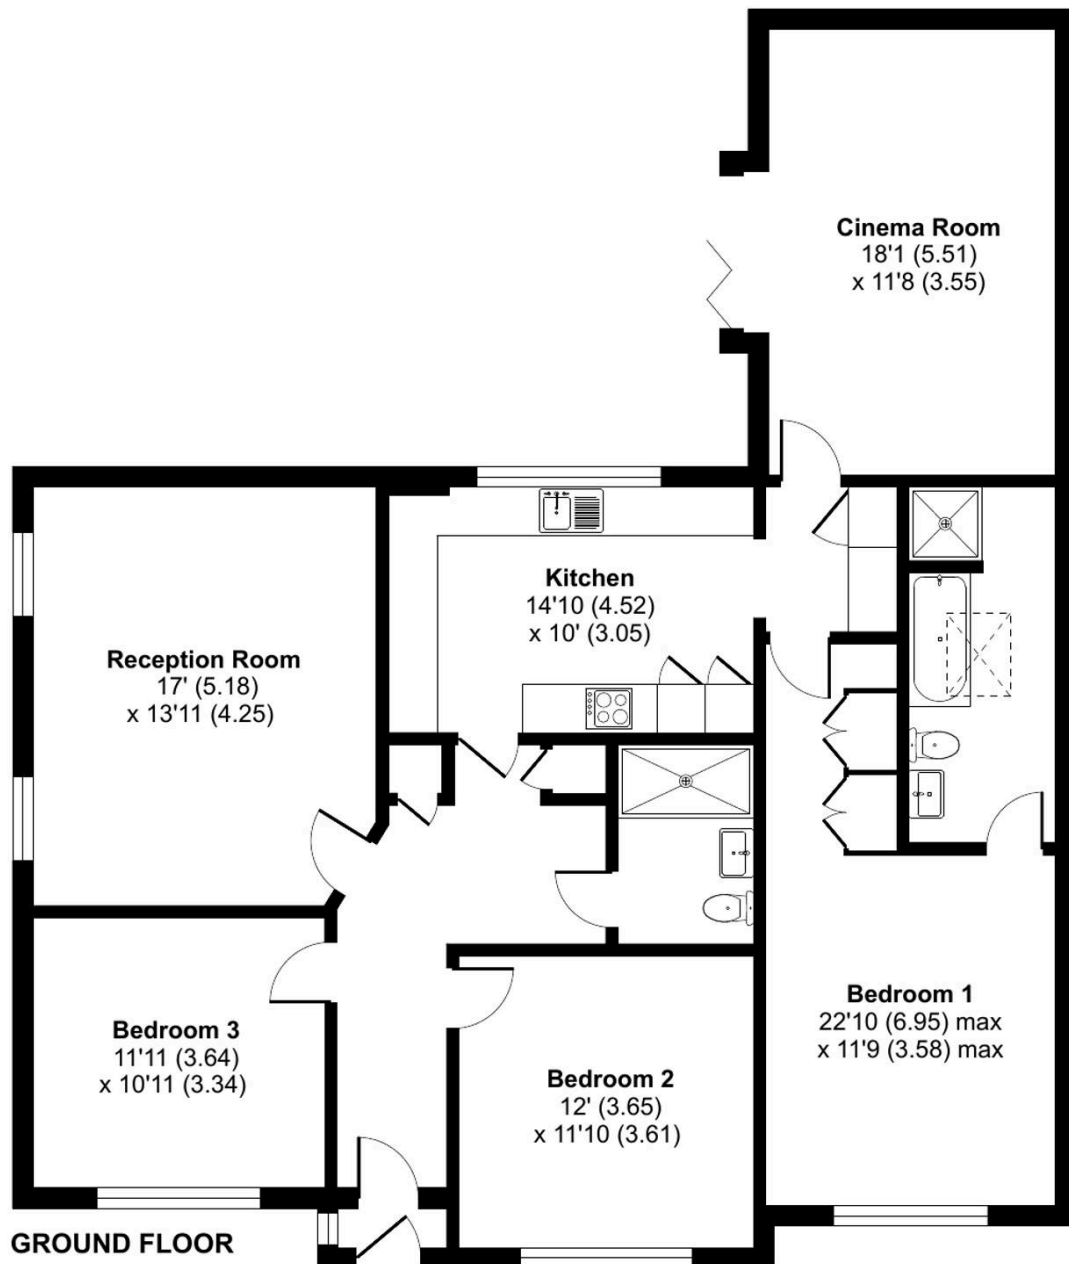 Cinema Room
18'1 (5.51)
x 11'8 (3.55)
Kitchen
14'10 (4.52)
x 10' (3.05)
Reception Room
17' (5.18)
x 13'11 (4.25)
Bedroom 1
22'10 (6.95) max
x 11'9 (3.58) max
Bedroom 3
11'11 (3.64)
x 10'11 (3.34)
Bedroom 2
12' (3.65)
x 11'10 (3.61)
GROUND FLOOR